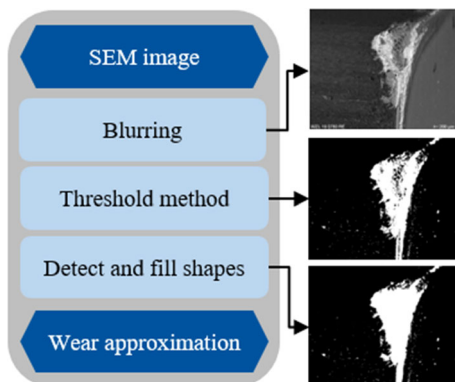 SEM image
Blurring
Threshold method
Detect and fill shapes
Wear approximation